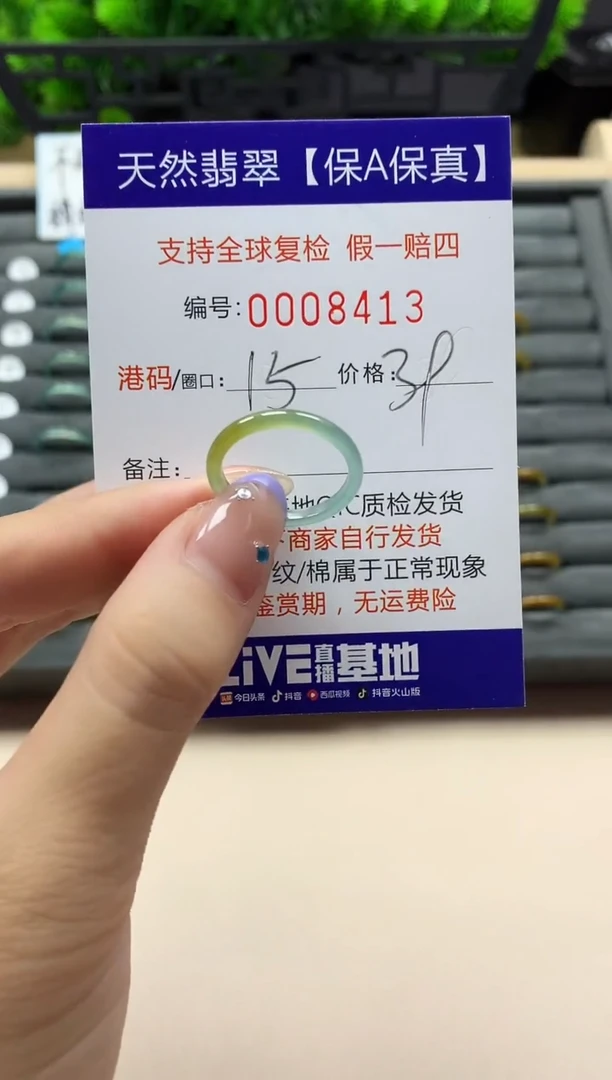 天然翡翠【保A保真】
支持全球复检 假一赔四
编号:0008413
港码/圈口: 15 价格:
备注:
质检发货
商家自行发货
纹/棉属于正常现象
鉴赏期，无运费险
LiVE直播基地
今日头条 抖音 西瓜视频 抖音火山版